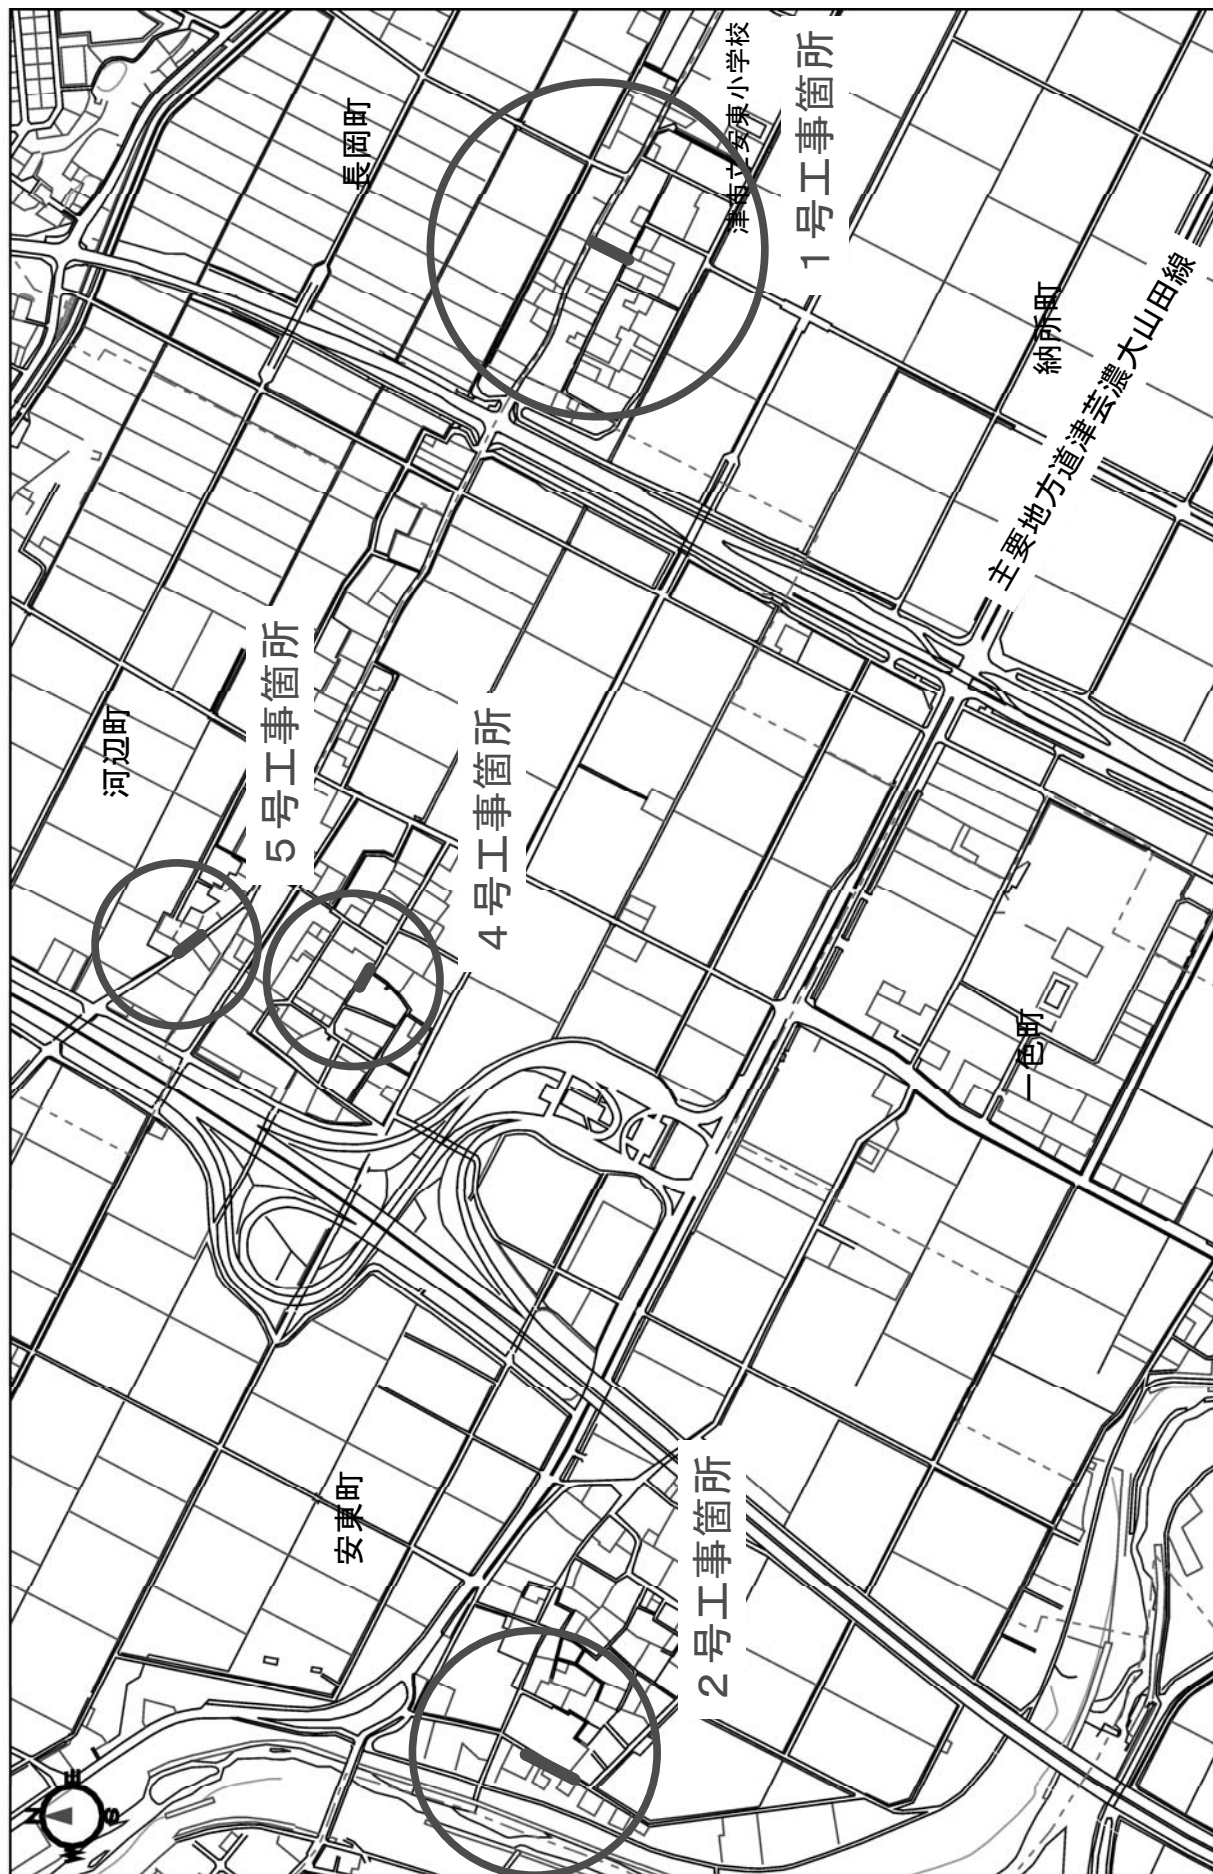 津市立安東小学校
1号工事箇所
長岡町
納所町
主要地方道津芸濃大山田線
河辺町
5号工事箇所
4号工事箇所
一色町
安東町
2号工事箇所
N
E
S
W